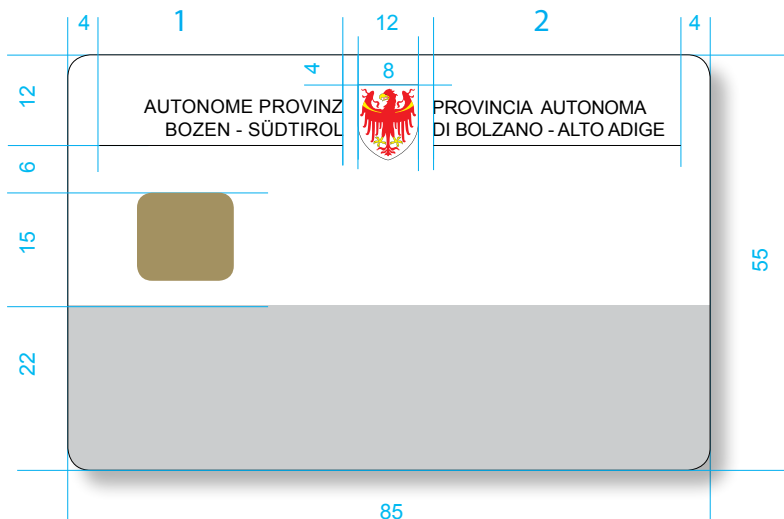 4 1 12 2 4
4 8
12
AUTONOME PROVINZ
BOZEN - SÜDTIROL
PROVINCIA AUTONOMA
DI BOLZANO - ALTO ADIGE
6
15
55
22
85